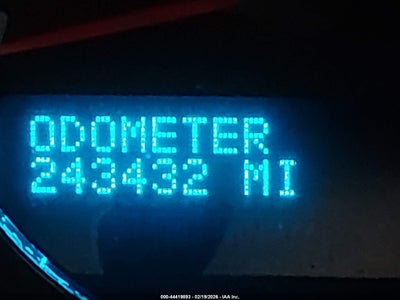 ODOMETER
243432 MI
000-44419893 - 02/19/2026 - IAA Inc.